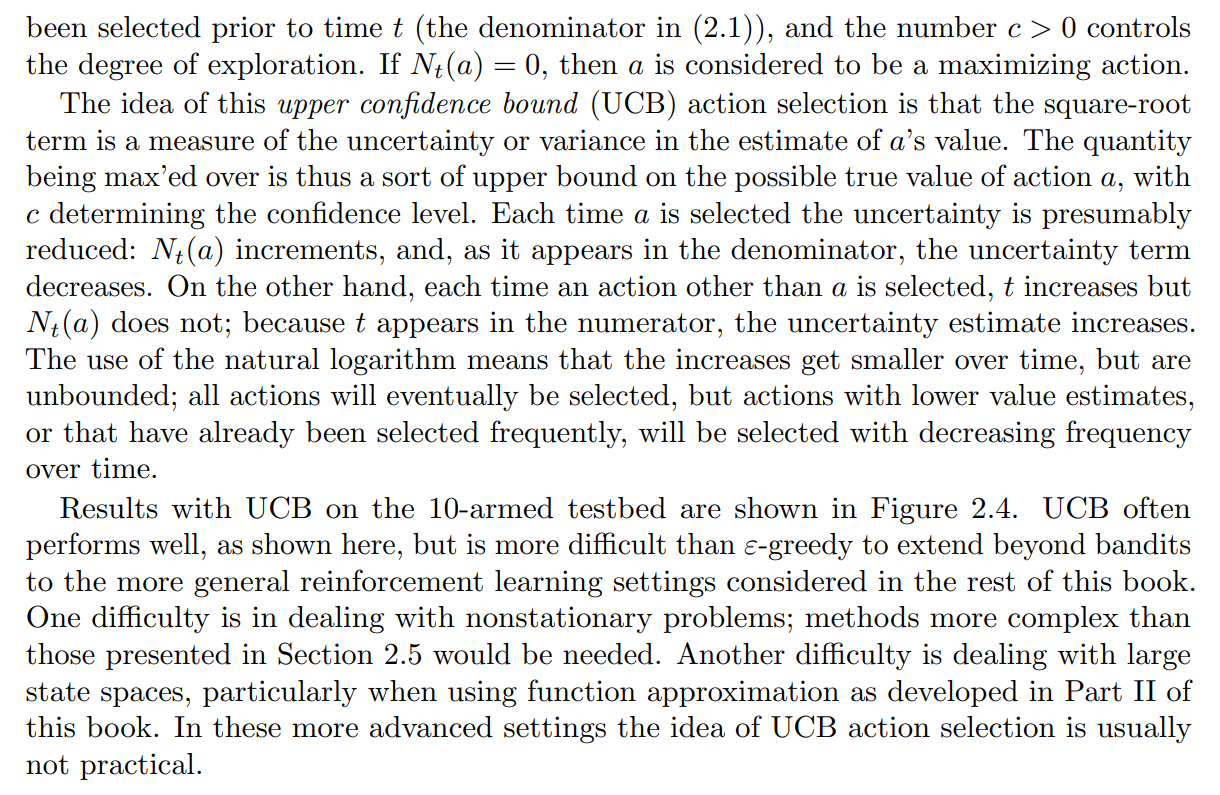 been selected prior to time t (the denominator in (2.1)), and the number c > 0 controls
the degree of exploration. If Nₜ(a) = 0, then a is considered to be a maximizing action.
The idea of this upper confidence bound (UCB) action selection is that the square-root
term is a measure of the uncertainty or variance in the estimate of a’s value. The quantity
being max’ed over is thus a sort of upper bound on the possible true value of action a, with
c determining the confidence level. Each time a is selected the uncertainty is presumably
reduced: Nₜ(a) increments, and, as it appears in the denominator, the uncertainty term
decreases. On the other hand, each time an action other than a is selected, t increases but
Nₜ(a) does not; because t appears in the numerator, the uncertainty estimate increases.
The use of the natural logarithm means that the increases get smaller over time, but are
unbounded; all actions will eventually be selected, but actions with lower value estimates,
or that have already been selected frequently, will be selected with decreasing frequency
over time.
Results with UCB on the 10-armed testbed are shown in Figure 2.4. UCB often
performs well, as shown here, but is more difficult than ε-greedy to extend beyond bandits
to the more general reinforcement learning settings considered in the rest of this book.
One difficulty is in dealing with nonstationary problems; methods more complex than
those presented in Section 2.5 would be needed. Another difficulty is dealing with large
state spaces, particularly when using function approximation as developed in Part II of
this book. In these more advanced settings the idea of UCB action selection is usually
not practical.